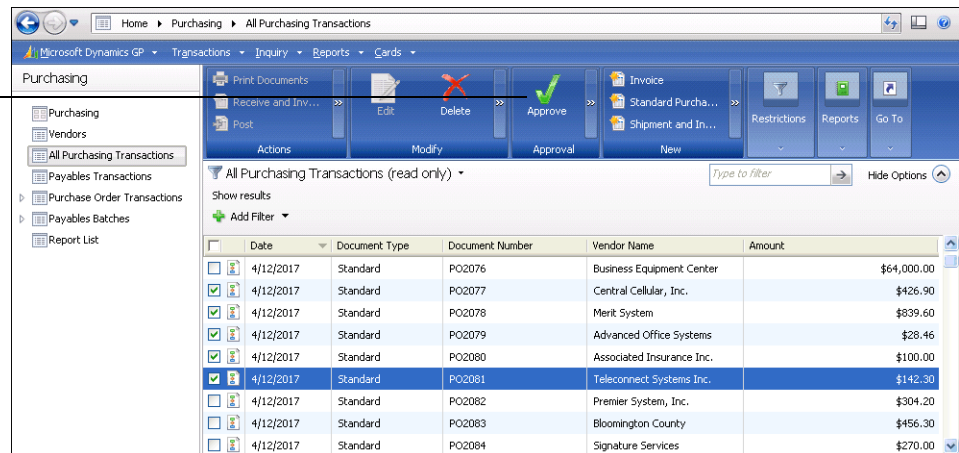 Home ▸ Purchasing ▸ All Purchasing Transactions
Microsoft Dynamics GP Transactions Inquiry Reports Cards
Purchasing
Purchasing
Vendors
All Purchasing Transactions
Payables Transactions
Purchase Order Transactions
Payables Batches
Report List
Print Documents
Receive and Inv...
Post
Actions
Edit
Delete
Modify
Approve
Approval
Invoice
Standard Purcha...
Shipment and In...
New
Restrictions
Reports
Go To
All Purchasing Transactions (read only)
Type to filter
Hide Options
Show results
Add Filter
Date Document Type Document Number Vendor Name Amount
4/12/2017 Standard PO2076 Business Equipment Center $64,000.00
4/12/2017 Standard PO2077 Central Cellular, Inc. $426.90
4/12/2017 Standard PO2078 Merit System $839.60
4/12/2017 Standard PO2079 Advanced Office Systems $28.46
4/12/2017 Standard PO2080 Associated Insurance Inc. $100.00
4/12/2017 Standard PO2081 Teleconnect Systems Inc. $142.30
4/12/2017 Standard PO2082 Premier System, Inc. $304.20
4/12/2017 Standard PO2083 Bloomington County $456.30
4/12/2017 Standard PO2084 Signature Services $270.00